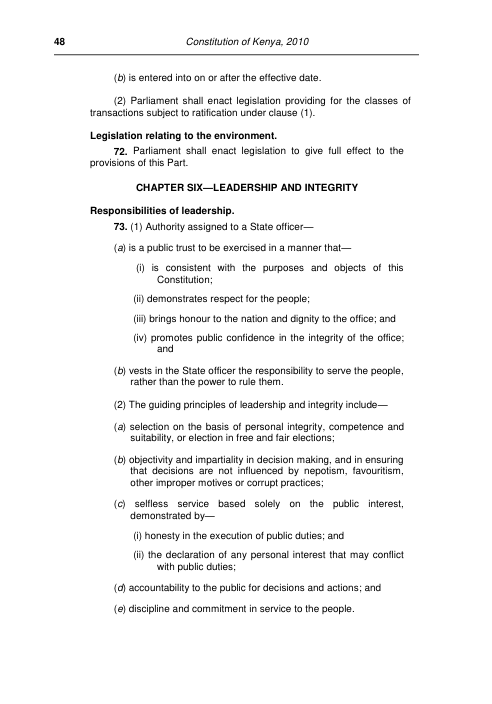 48 Constitution of Kenya, 2010
(b) is entered into on or after the effective date.
(2) Parliament shall enact legislation providing for the classes of
transactions subject to ratification under clause (1).
Legislation relating to the environment.
72. Parliament shall enact legislation to give full effect to the
provisions of this Part.
CHAPTER SIX—LEADERSHIP AND INTEGRITY
Responsibilities of leadership.
73. (1) Authority assigned to a State officer—
(a) is a public trust to be exercised in a manner that—
(i) is consistent with the purposes and objects of this
Constitution;
(ii) demonstrates respect for the people;
(iii) brings honour to the nation and dignity to the office; and
(iv) promotes public confidence in the integrity of the office;
and
(b) vests in the State officer the responsibility to serve the people,
rather than the power to rule them.
(2) The guiding principles of leadership and integrity include—
(a) selection on the basis of personal integrity, competence and
suitability, or election in free and fair elections;
(b) objectivity and impartiality in decision making, and in ensuring
that decisions are not influenced by nepotism, favouritism,
other improper motives or corrupt practices;
(c) selfless service based solely on the public interest,
demonstrated by—
(i) honesty in the execution of public duties; and
(ii) the declaration of any personal interest that may conflict
with public duties;
(d) accountability to the public for decisions and actions; and
(e) discipline and commitment in service to the people.